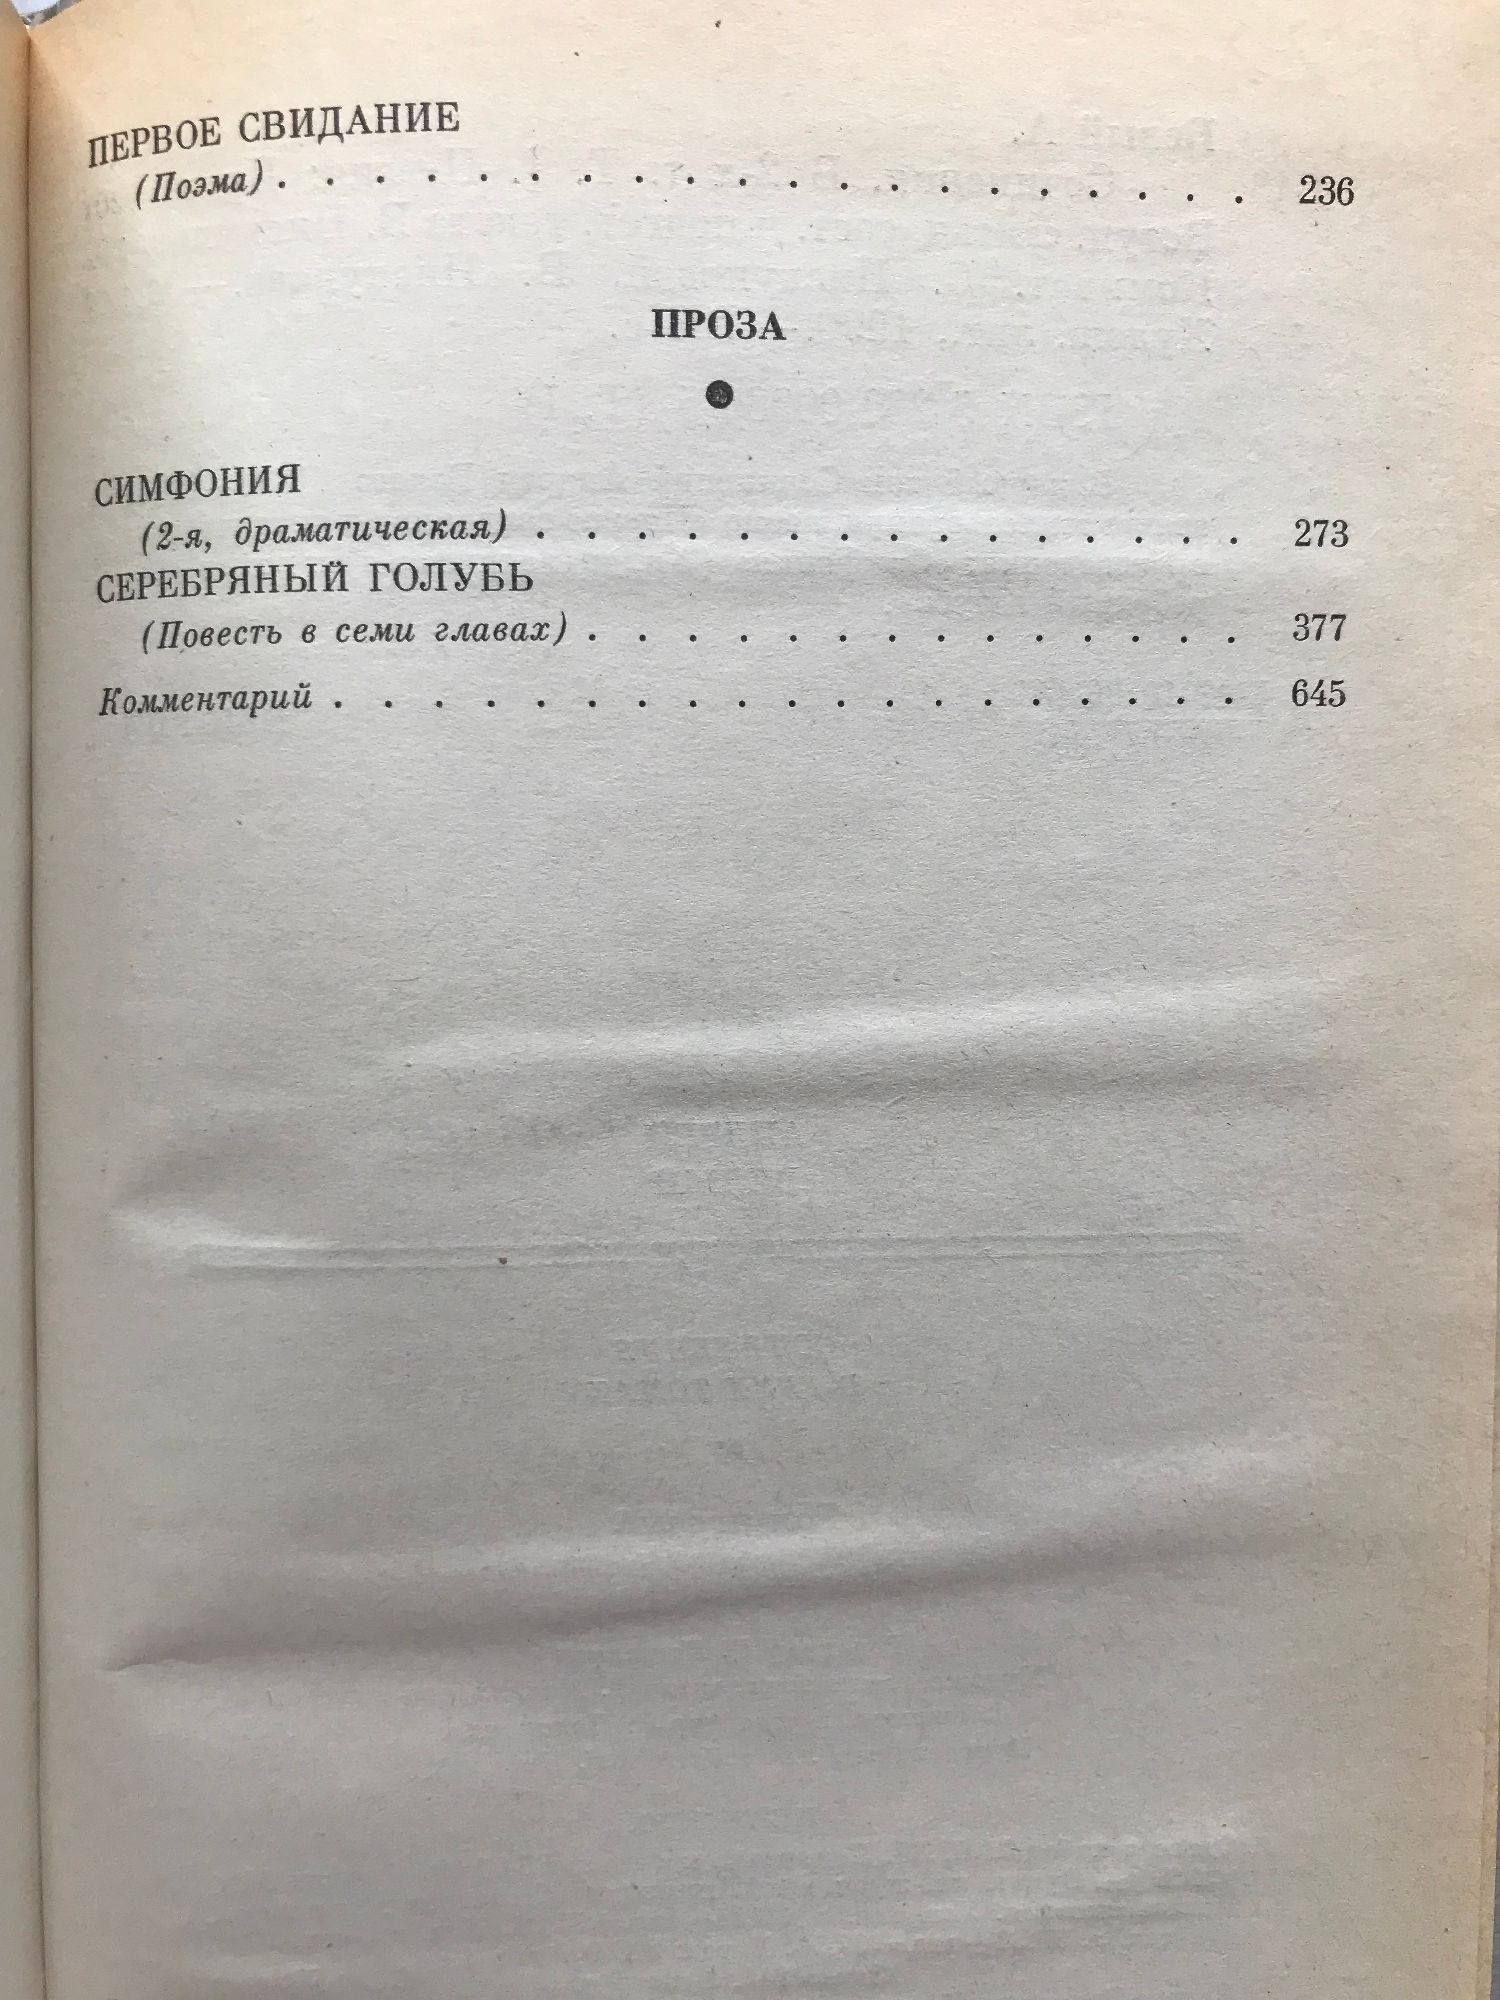 ПЕРВОЕ СВИДАНИЕ
(Поэма) . . . . . . . . . . . . . . . . . . . . 236
ПРОЗА
СИМФОНИЯ
(2-я, драматическая) . . . . . . . . . . . . . . . 273
СЕРЕБРЯНЫЙ ГОЛУБЬ
(Повесть в семи главах) . . . . . . . . . . . . . . 377
Комментарий . . . . . . . . . . . . . . . . . . . 645